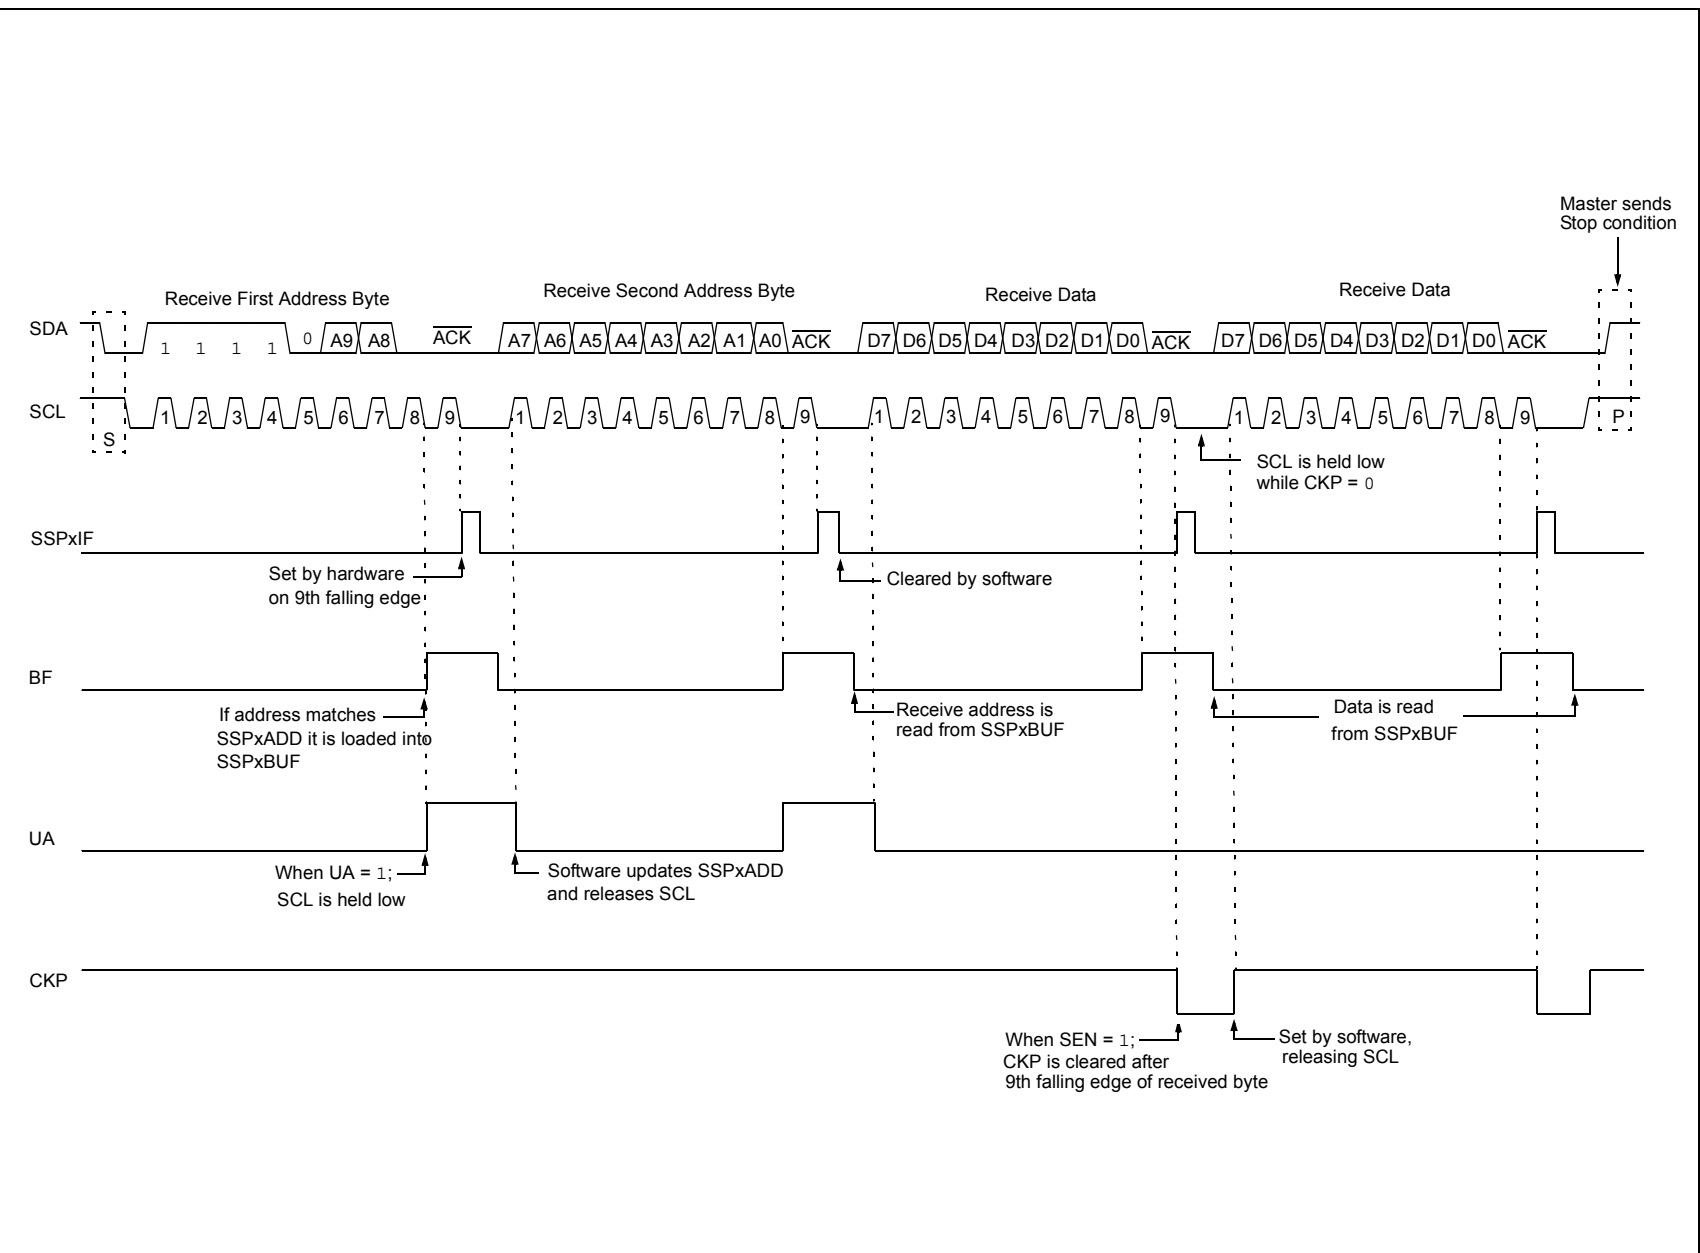 Master sends
Stop condition
Receive First Address Byte
Receive Second Address Byte
Receive Data
Receive Data
SDA
1 1 1 1 0 A9 A8 ACK A7 A6 A5 A4 A3 A2 A1 A0 ACK D7 D6 D5 D4 D3 D2 D1 D0 ACK D7 D6 D5 D4 D3 D2 D1 D0 ACK
SCL
S
1 2 3 4 5 6 7 8 9 1 2 3 4 5 6 7 8 9 1 2 3 4 5 6 7 8 9 1 2 3 4 5 6 7 8 9
P
SCL is held low
while CKP = 0
SSPxIF
Set by hardware
on 9th falling edge
Cleared by software
BF
If address matches
SSPxADD it is loaded into
SSPxBUF
Receive address is
read from SSPxBUF
Data is read
from SSPxBUF
UA
When UA = 1;
SCL is held low
Software updates SSPxADD
and releases SCL
CKP
When SEN = 1;
CKP is cleared after
9th falling edge of received byte
Set by software,
releasing SCL